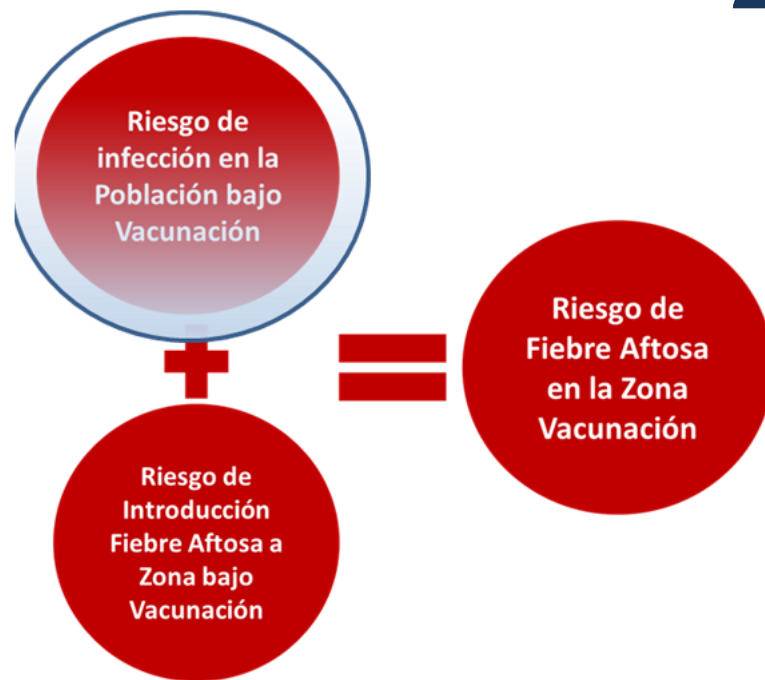 Riesgo de
infección en la
Población bajo
Vacunación
+
Riesgo de
Introducción
Fiebre Aftosa a
Zona bajo
Vacunación
=
Riesgo de
Fiebre Aftosa
en la Zona
Vacunación